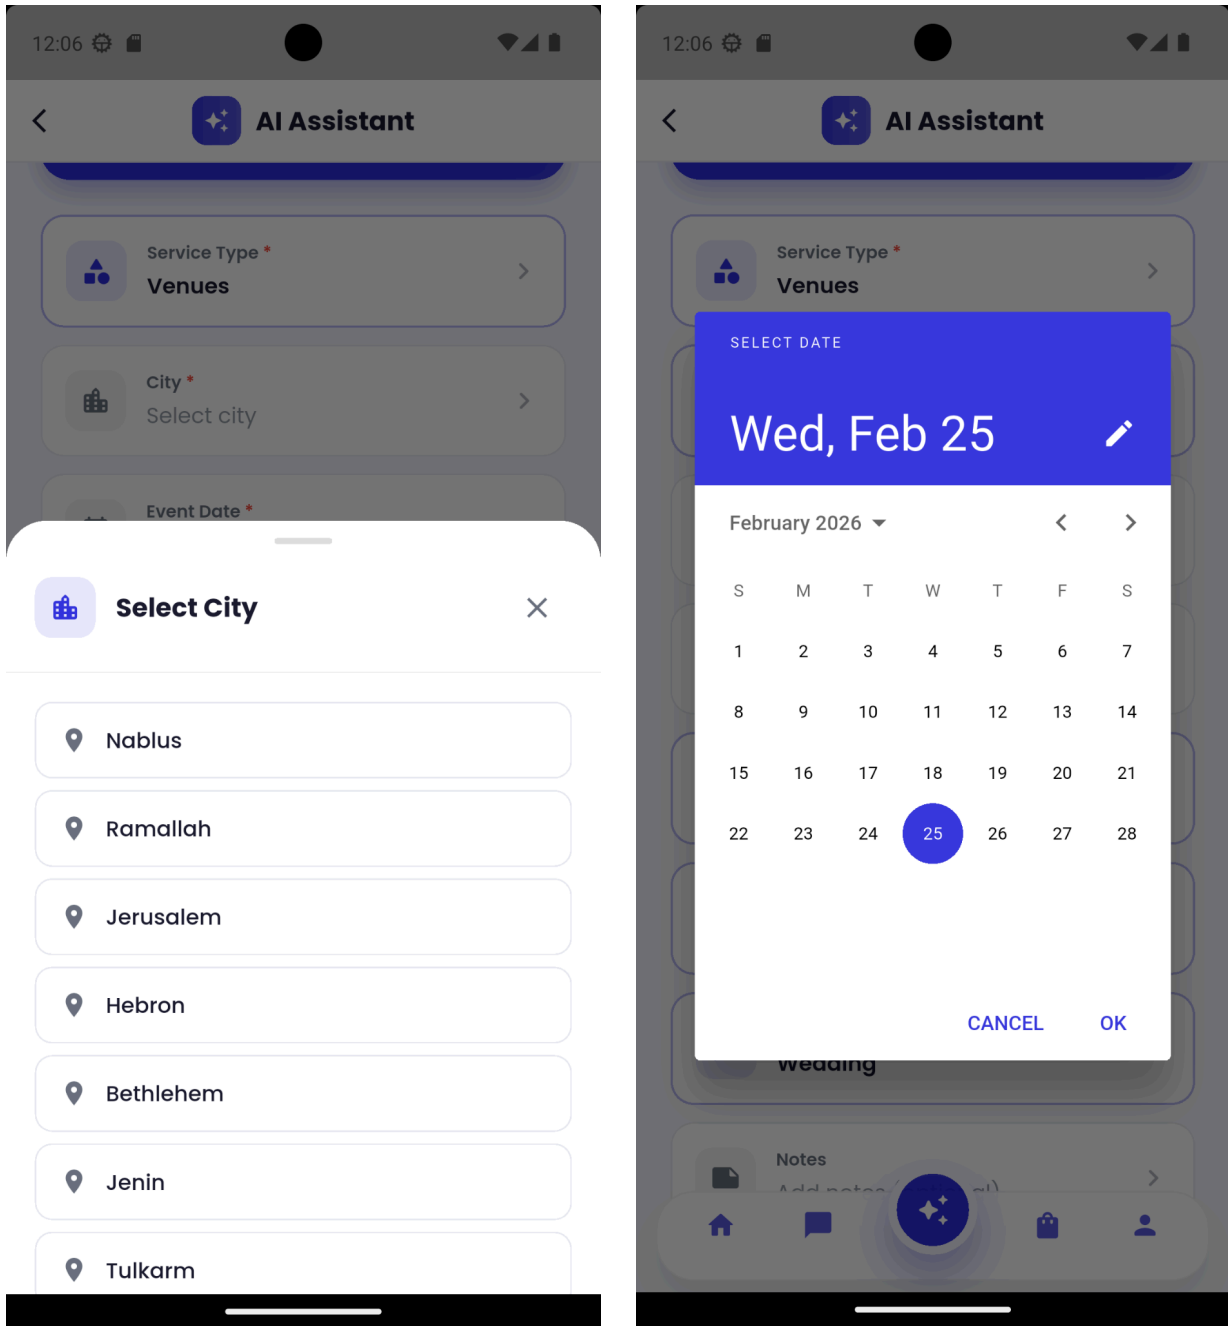 12:06
AI Assistant
Service Type *
Venues
City *
Select city
Event Date *
Select City
Nablus
Ramallah
Jerusalem
Hebron
Bethlehem
Jenin
Tulkarm
12:06
AI Assistant
Service Type *
Venues
SELECT DATE
Wed, Feb 25
February 2026
S M T W T F S
1 2 3 4 5 6 7
8 9 10 11 12 13 14
15 16 17 18 19 20 21
22 23 24 25 26 27 28
CANCEL OK
Wedding
Notes
Add notes